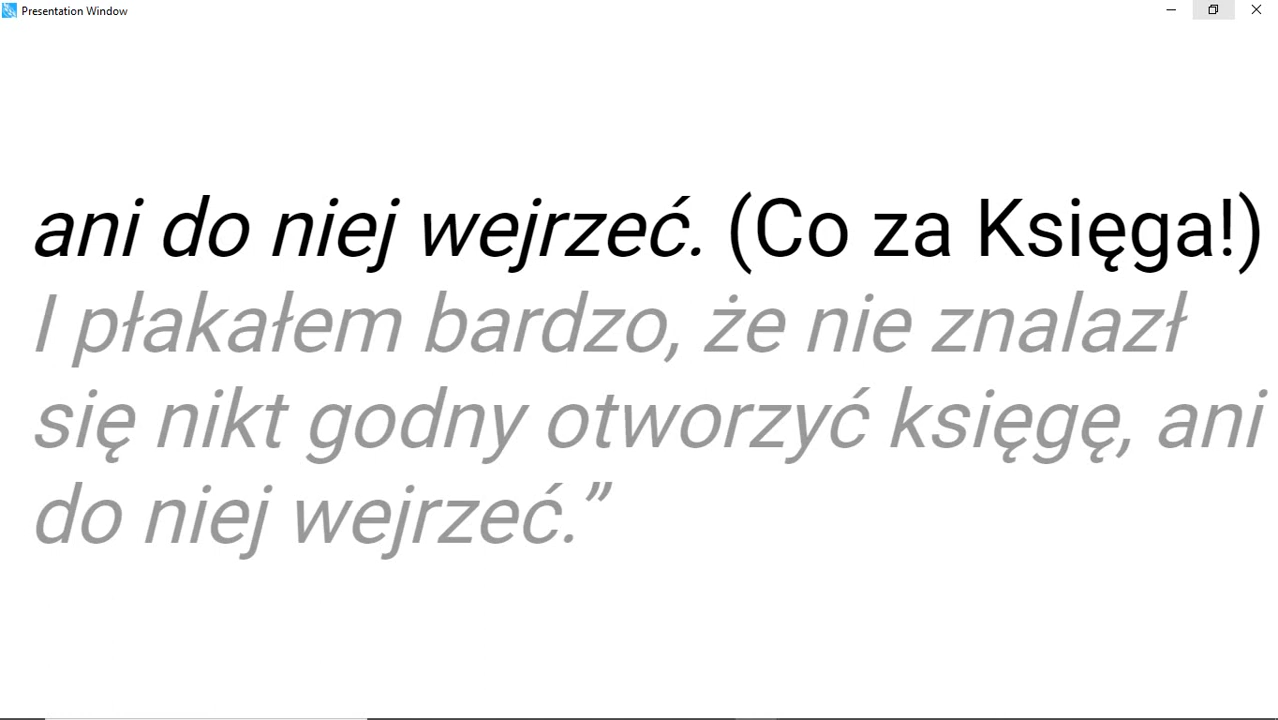 Presentation Window
ani do niej wejrzeć. (Co za Księga!)
I płakałem bardzo, że nie znalazł
się nikt godny otworzyć księgę, ani
do niej wejrzeć.”